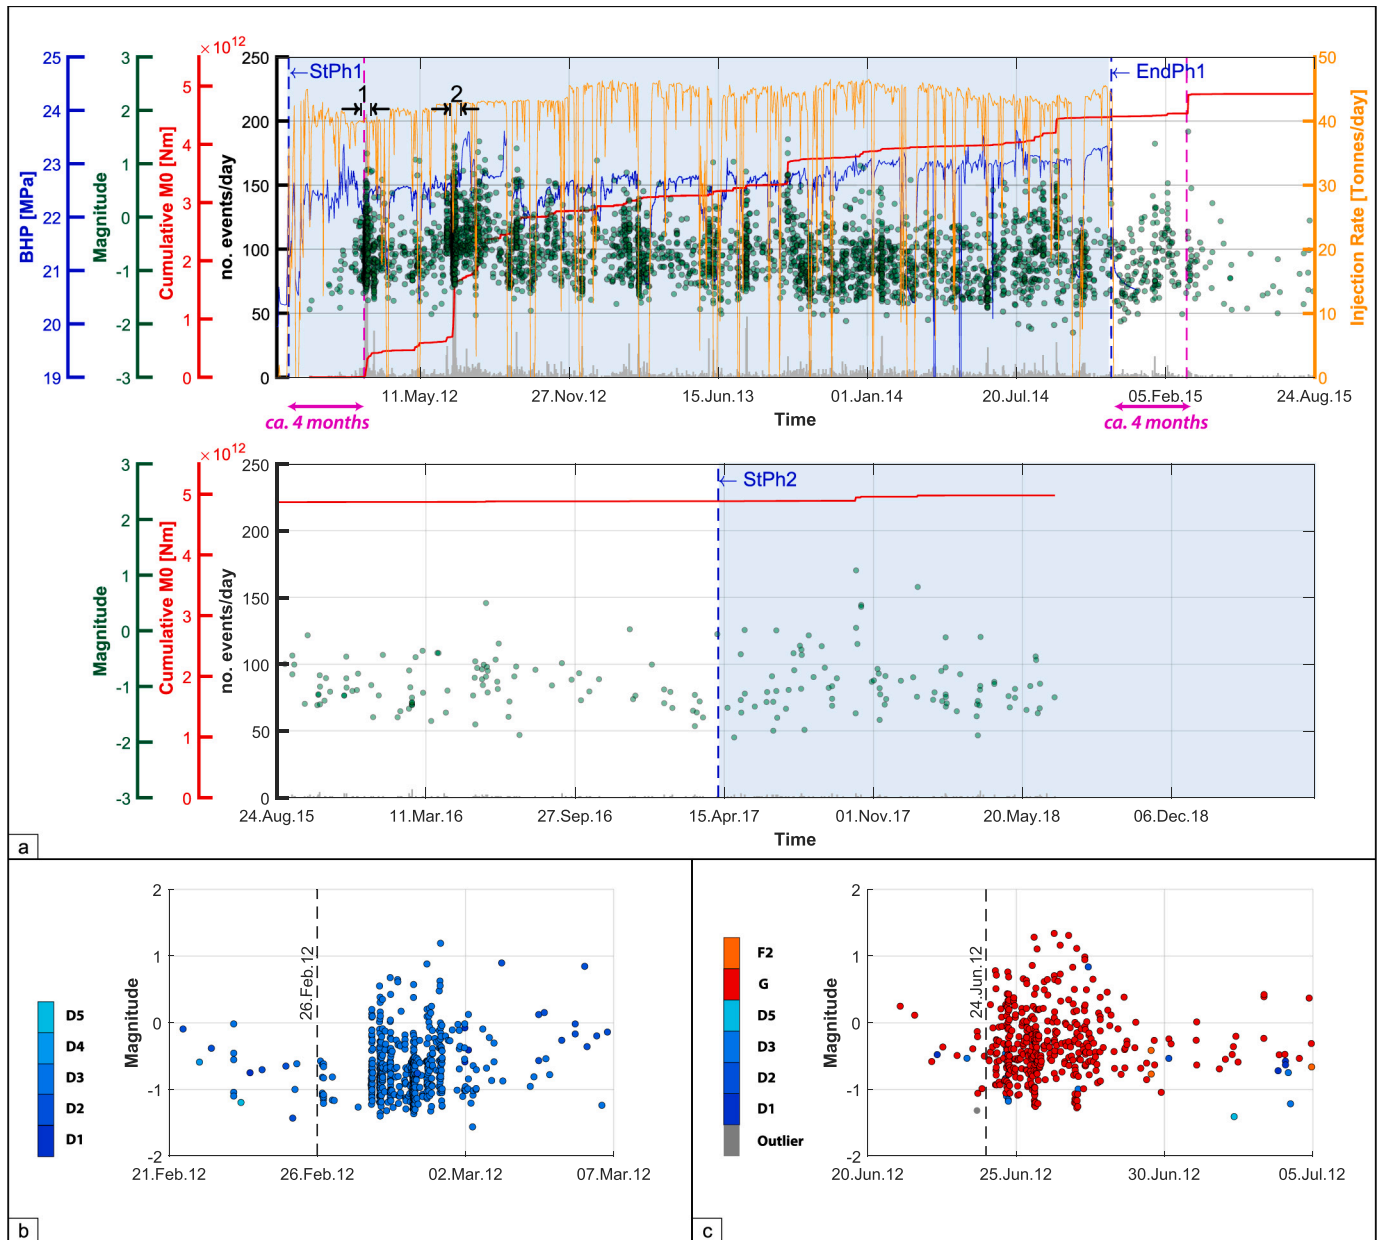 25 3 ×10¹² 250 50
←StPh1 ← EndPh1
24 2 5 1 2 200 40
23 1 4 150 30
22 0 3 100 20
21 -1 2
20 -2 1 50 10
19 -3 0 0 0
BHP [MPa]
Magnitude
Cumulative M0 [Nm]
no. events/day
Injection Rate [Tonnes/day]
11.May.12 27.Nov.12 15.Jun.13 01.Jan.14 20.Jul.14 05.Feb.15 24.Aug.15
ca. 4 months Time ca. 4 months
3 ×10¹² 250
2 5 200
← StPh2
1 4 150
0 3 100
-1 2
-2 1 50
-3 0 0
Magnitude
Cumulative M0 [Nm]
no. events/day
24.Aug.15 11.Mar.16 27.Sep.16 15.Apr.17 01.Nov.17 20.May.18 06.Dec.18
Time
a
2
1
0
-1
-2
Magnitude
26.Feb.12
D5
D4
D3
D2
D1
21.Feb.12 26.Feb.12 02.Mar.12 07.Mar.12
b
2
1
0
-1
-2
Magnitude
24.Jun.12
F2
G
D5
D3
D2
D1
Outlier
20.Jun.12 25.Jun.12 30.Jun.12 05.Jul.12
c